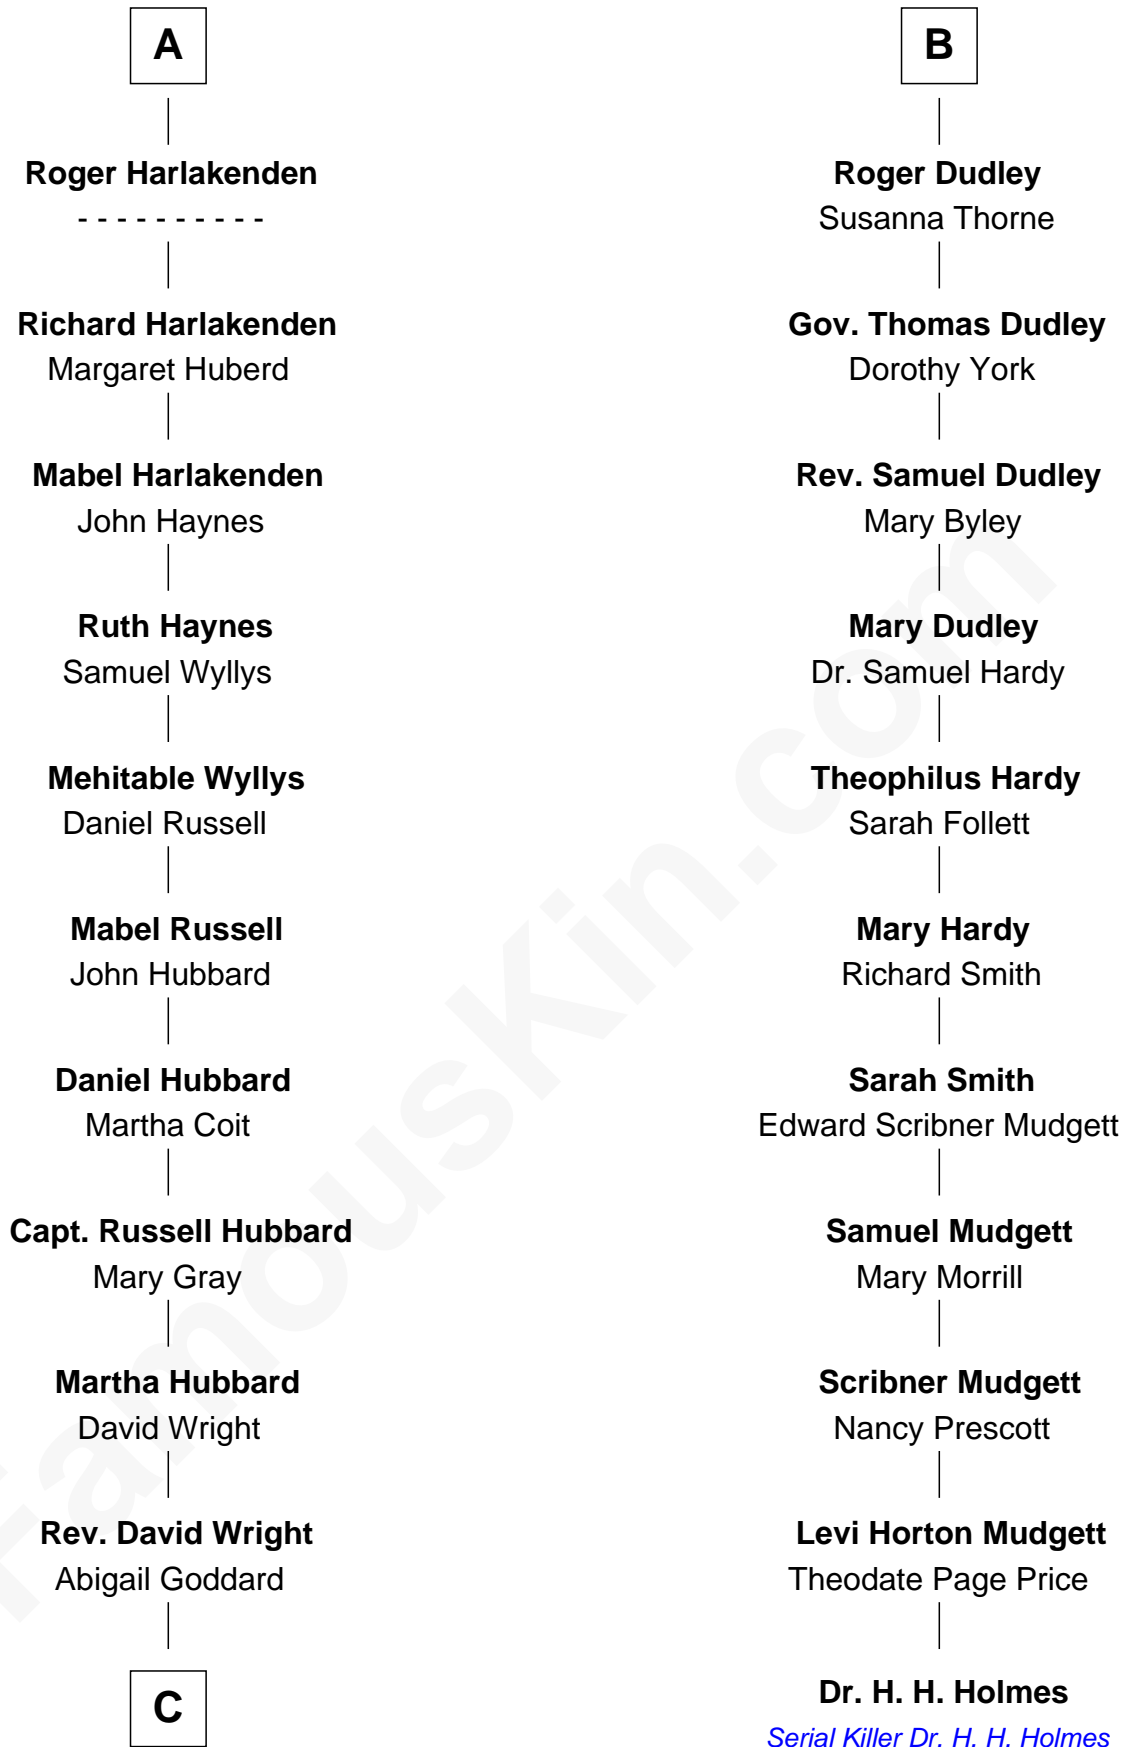 A
Roger Harlakenden
- - - - - - - - - -
Richard Harlakenden
Margaret Huberd
Mabel Harlakenden
John Haynes
Ruth Haynes
Samuel Wyllys
Mehitable Wyllys
Daniel Russell
Mabel Russell
John Hubbard
Daniel Hubbard
Martha Coit
Capt. Russell Hubbard
Mary Gray
Martha Hubbard
David Wright
Rev. David Wright
Abigail Goddard
C
B
Roger Dudley
Susanna Thorne
Gov. Thomas Dudley
Dorothy York
Rev. Samuel Dudley
Mary Byley
Mary Dudley
Dr. Samuel Hardy
Theophilus Hardy
Sarah Follett
Mary Hardy
Richard Smith
Sarah Smith
Edward Scribner Mudgett
Samuel Mudgett
Mary Morrill
Scribner Mudgett
Nancy Prescott
Levi Horton Mudgett
Theodate Page Price
Dr. H. H. Holmes
Serial Killer Dr. H. H. Holmes
FamousKin.com